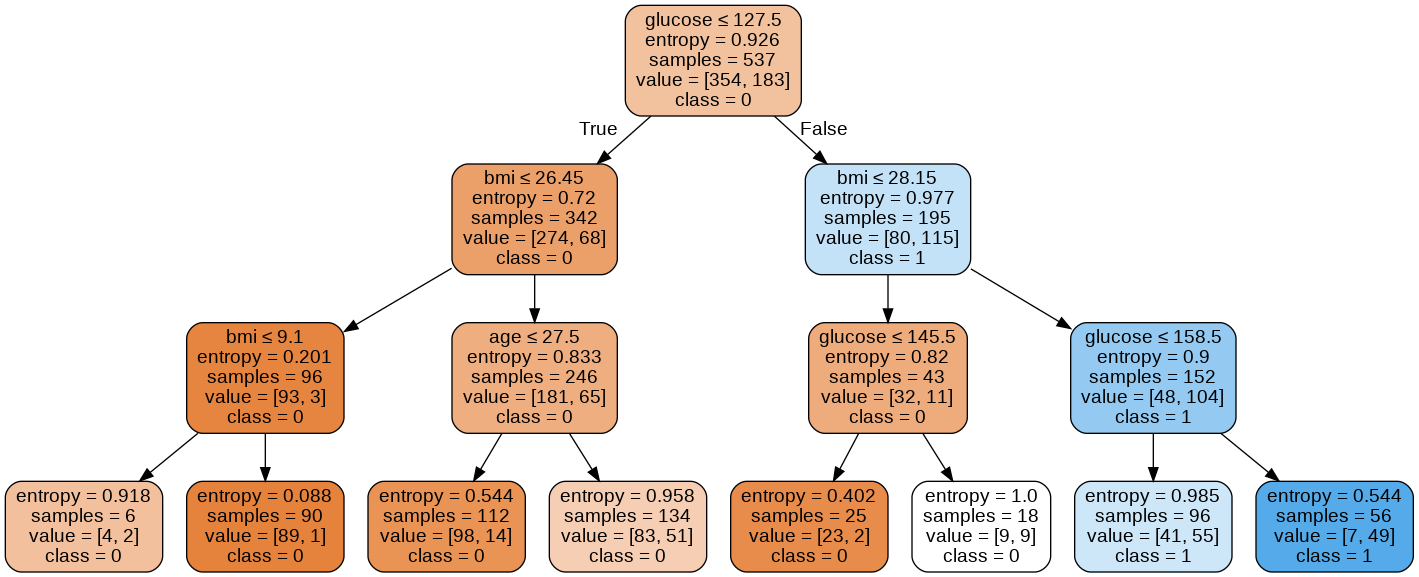 glucose ≤ 127.5
entropy = 0.926
samples = 537
value = [354, 183]
class = 0
True
False
bmi ≤ 26.45
entropy = 0.72
samples = 342
value = [274, 68]
class = 0
bmi ≤ 28.15
entropy = 0.977
samples = 195
value = [80, 115]
class = 1
bmi ≤ 9.1
entropy = 0.201
samples = 96
value = [93, 3]
class = 0
age ≤ 27.5
entropy = 0.833
samples = 246
value = [181, 65]
class = 0
glucose ≤ 145.5
entropy = 0.82
samples = 43
value = [32, 11]
class = 0
glucose ≤ 158.5
entropy = 0.9
samples = 152
value = [48, 104]
class = 1
entropy = 0.918
samples = 6
value = [4, 2]
class = 0
entropy = 0.088
samples = 90
value = [89, 1]
class = 0
entropy = 0.544
samples = 112
value = [98, 14]
class = 0
entropy = 0.958
samples = 134
value = [83, 51]
class = 0
entropy = 0.402
samples = 25
value = [23, 2]
class = 0
entropy = 1.0
samples = 18
value = [9, 9]
class = 0
entropy = 0.985
samples = 96
value = [41, 55]
class = 1
entropy = 0.544
samples = 56
value = [7, 49]
class = 1